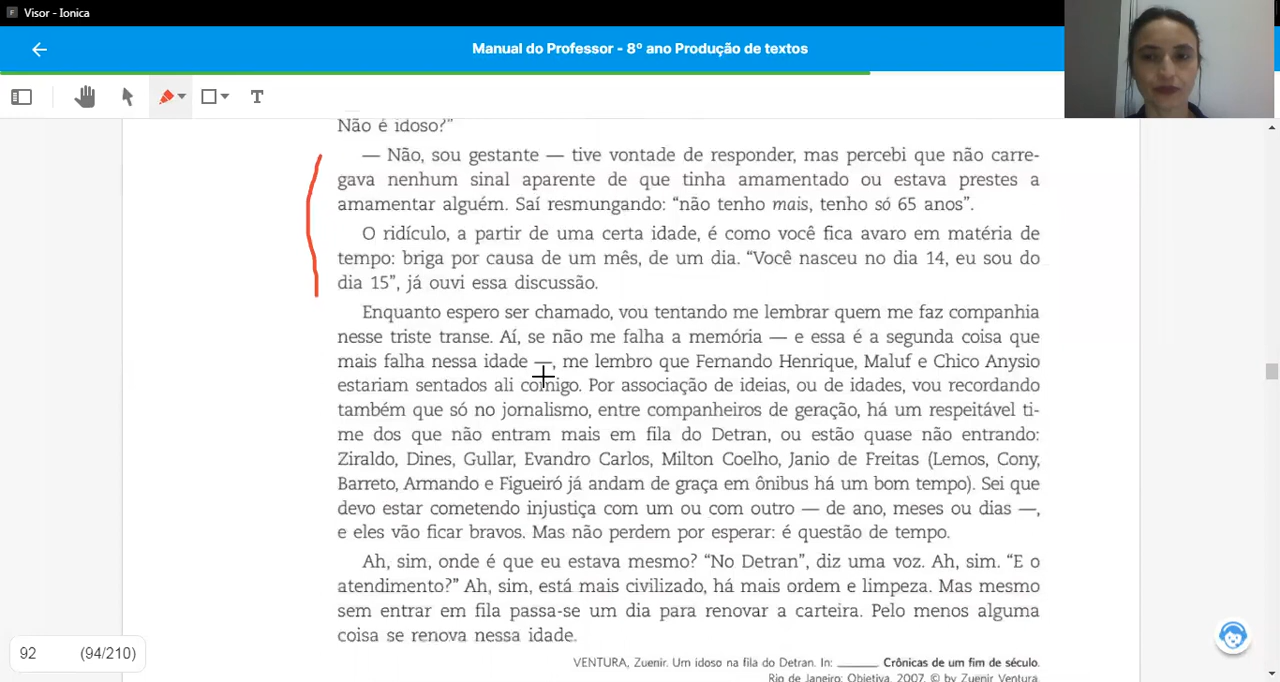 Visor - Ionica
Manual do Professor - 8º ano Produção de textos
T
Não é idoso?”
— Não, sou gestante — tive vontade de responder, mas percebi que não carre-
gava nenhum sinal aparente de que tinha amamentado ou estava prestes a
amamentar alguém. Saí resmungando: “não tenho mais, tenho só 65 anos”.
O ridículo, a partir de uma certa idade, é como você fica avaro em matéria de
tempo: briga por causa de um mês, de um dia. “Você nasceu no dia 14, eu sou do
dia 15”, já ouvi essa discussão.
Enquanto espero ser chamado, vou tentando me lembrar quem me faz companhia
nesse triste transe. Aí, se não me falha a memória — e essa é a segunda coisa que
mais falha nessa idade —, me lembro que Fernando Henrique, Maluf e Chico Anysio
estariam sentados ali comigo. Por associação de ideias, ou de idades, vou recordando
também que só no jornalismo, entre companheiros de geração, há um respeitável ti-
me dos que não entram mais em fila do Detran, ou estão quase não entrando:
Ziraldo, Dines, Gullar, Evandro Carlos, Milton Coelho, Janio de Freitas (Lemos, Cony,
Barreto, Armando e Figueiró já andam de graça em ônibus há um bom tempo). Sei que
devo estar cometendo injustiça com um ou com outro — de ano, meses ou dias —,
e eles vão ficar bravos. Mas não perdem por esperar: é questão de tempo.
Ah, sim, onde é que eu estava mesmo? “No Detran”, diz uma voz. Ah, sim. “E o
atendimento?” Ah, sim, está mais civilizado, há mais ordem e limpeza. Mas mesmo
sem entrar em fila passa-se um dia para renovar a carteira. Pelo menos alguma
coisa se renova nessa idade.
VENTURA, Zuenir. Um idoso na fila do Detran. In: ______ Crônicas de um fim de século.
Rio de Janeiro: Objetiva, 2007. © by Zuenir Ventura.
92 (94/210)